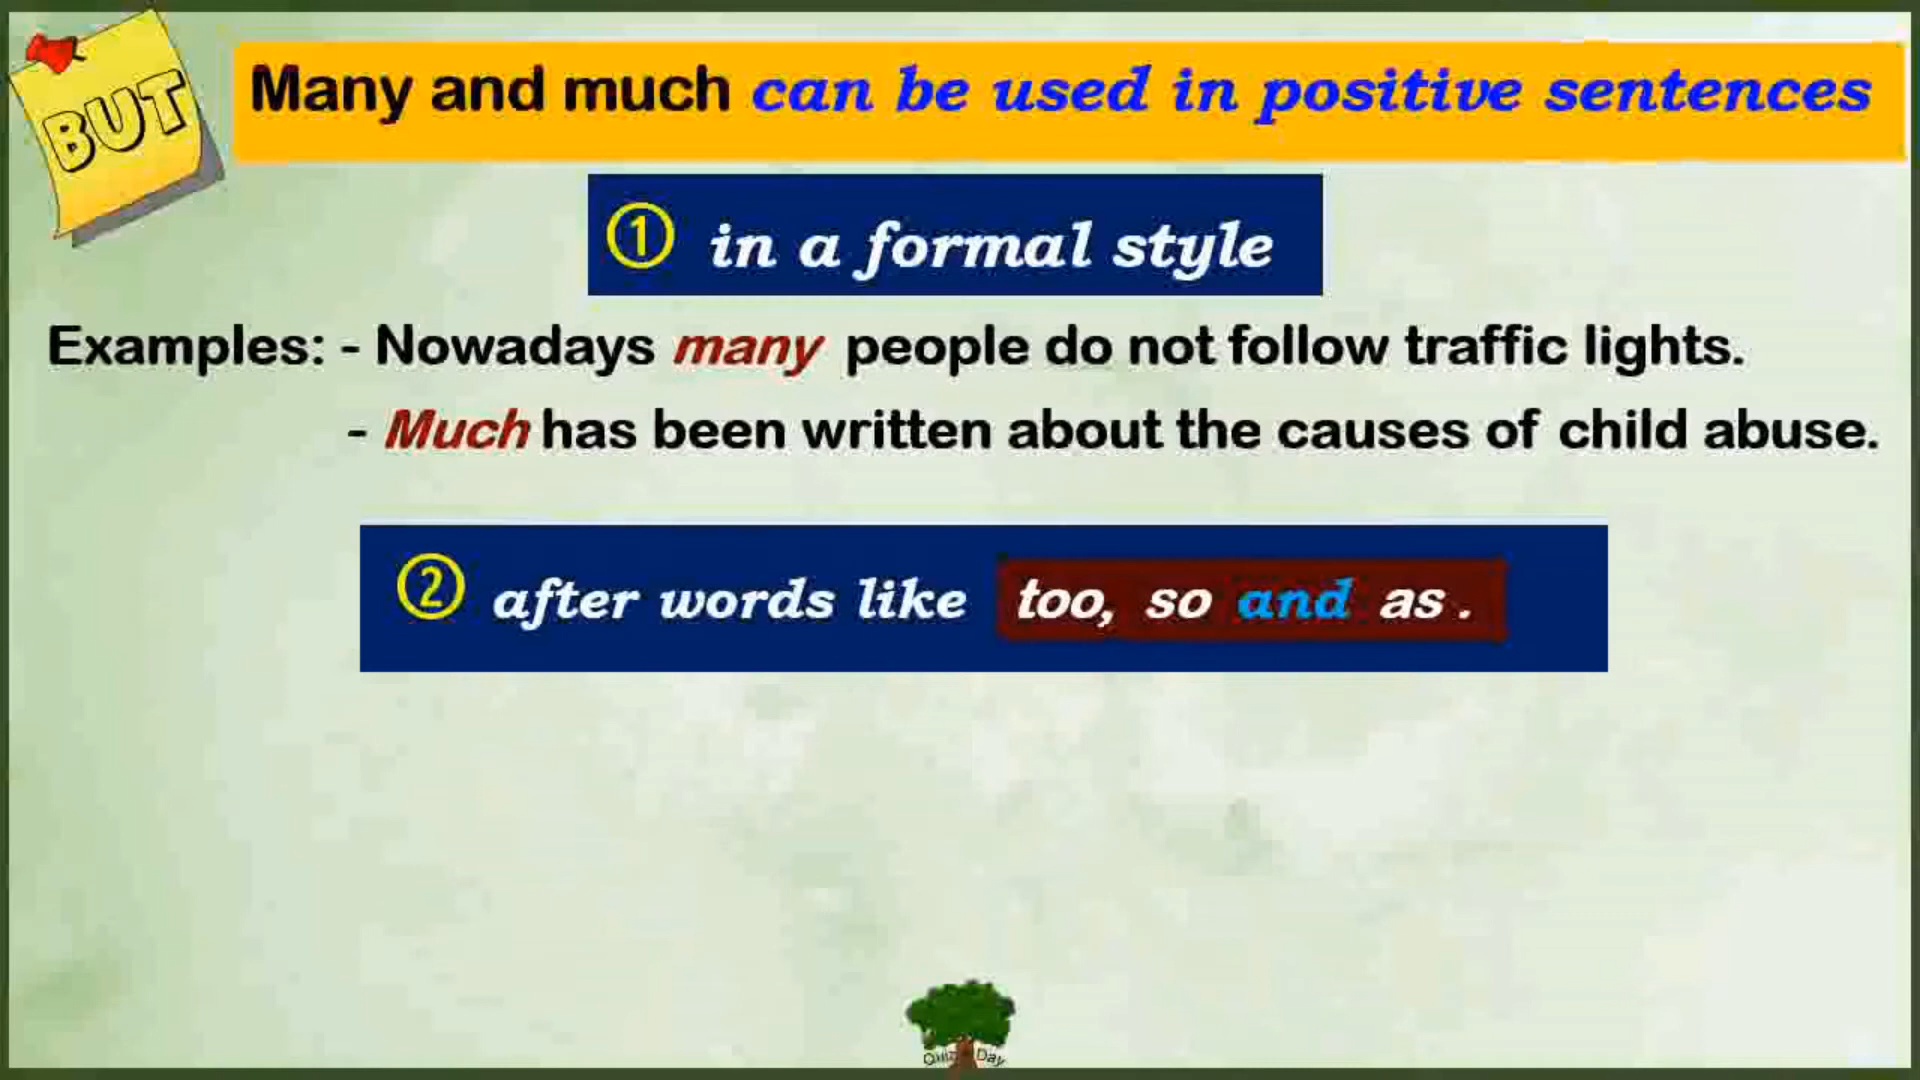 BUT
Many and much can be used in positive sentences
① in a formal style
Examples: - Nowadays many people do not follow traffic lights.
- Much has been written about the causes of child abuse.
② after words like too, so and as .
Day